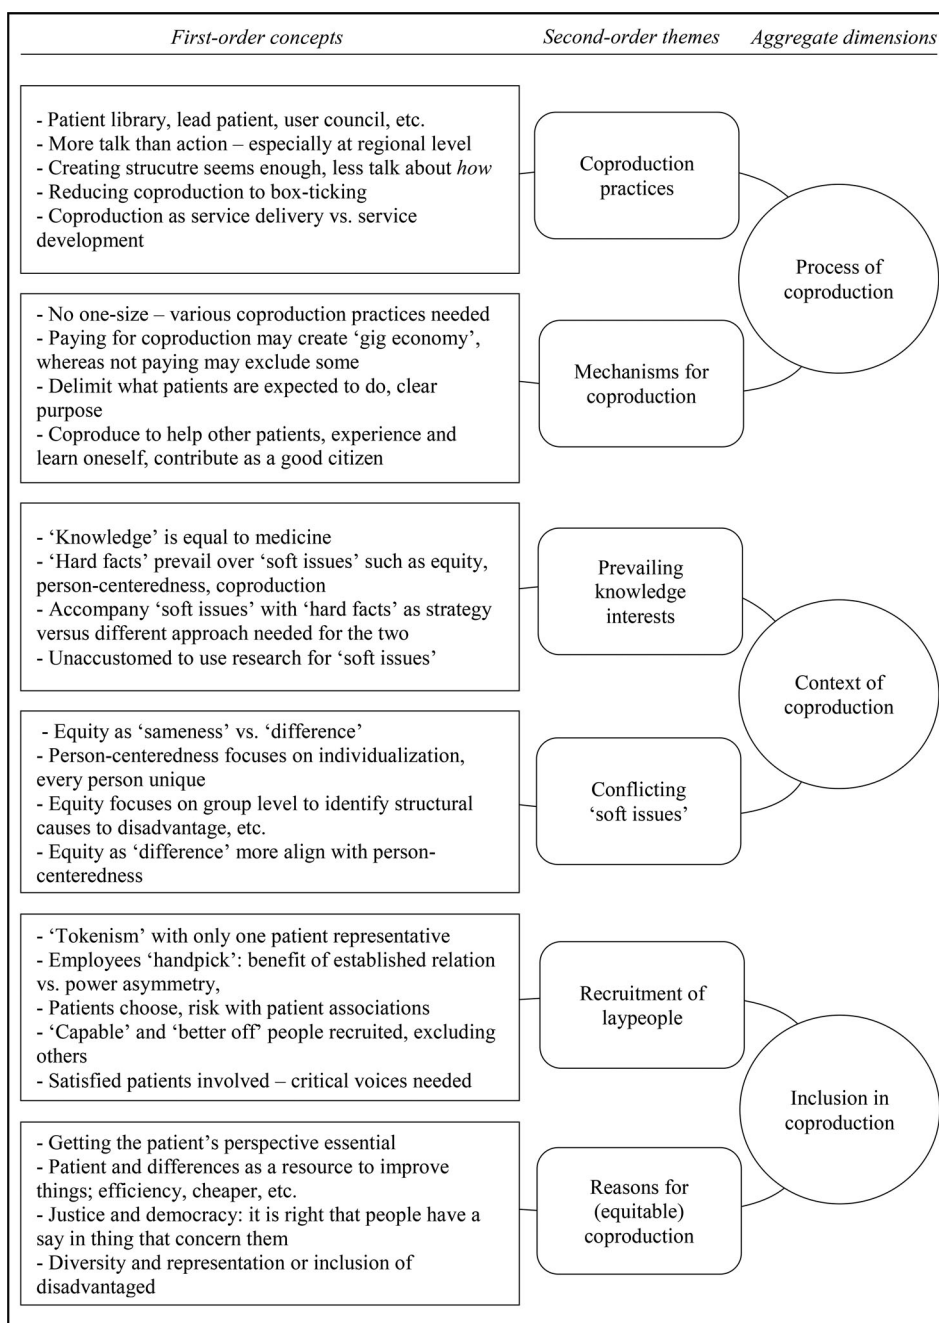 First-order concepts
Second-order themes
Aggregate dimensions
- Patient library, lead patient, user council, etc.
- More talk than action – especially at regional level
- Creating strucutre seems enough, less talk about how
- Reducing coproduction to box-ticking
- Coproduction as service delivery vs. service
development
Coproduction
practices
- No one-size – various coproduction practices needed
- Paying for coproduction may create ‘gig economy’,
whereas not paying may exclude some
- Delimit what patients are expected to do, clear
purpose
- Coproduce to help other patients, experience and
learn oneself, contribute as a good citizen
Mechanisms for
coproduction
Process of
coproduction
- ‘Knowledge’ is equal to medicine
- ‘Hard facts’ prevail over ‘soft issues’ such as equity,
person-centeredness, coproduction
- Accompany ‘soft issues’ with ‘hard facts’ as strategy
versus different approach needed for the two
- Unaccustomed to use research for ‘soft issues’
Prevailing
knowledge
interests
- Equity as ‘sameness’ vs. ‘difference’
- Person-centeredness focuses on individualization,
every person unique
- Equity focuses on group level to identify structural
causes to disadvantage, etc.
- Equity as ‘difference’ more align with person-
centeredness
Conflicting
‘soft issues’
Context of
coproduction
- ‘Tokenism’ with only one patient representative
- Employees ‘handpick’: benefit of established relation
vs. power asymmetry,
- Patients choose, risk with patient associations
- ‘Capable’ and ‘better off’ people recruited, excluding
others
- Satisfied patients involved – critical voices needed
Recruitment of
laypeople
- Getting the patient’s perspective essential
- Patient and differences as a resource to improve
things; efficiency, cheaper, etc.
- Justice and democracy: it is right that people have a
say in thing that concern them
- Diversity and representation or inclusion of
disadvantaged
Reasons for
(equitable)
coproduction
Inclusion in
coproduction